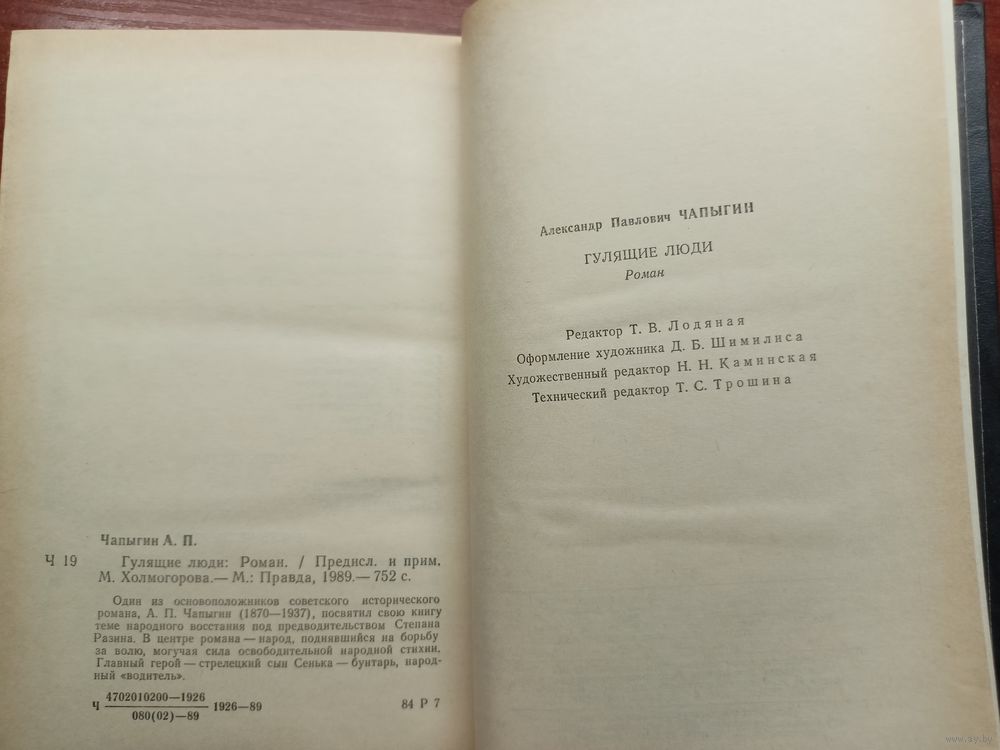 Чапыгин А. П.
Ч 19 Гулящие люди: Роман. / Предисл. и прим.
М. Холмогорова.— М.: Правда, 1989.— 752 с.
Один из основоположников советского исторического
романа, А. П. Чапыгин (1870—1937), посвятил свою книгу
теме народного восстания под предводительством Степана
Разина. В центре романа — народ, поднявшийся на борьбу
за волю, могучая сила освободительной народной стихии.
Главный герой — стрелецкий сын Сенька — бунтарь, народ-
ный «водитель».
Ч 4702010200—1926 1926—89
080(02)—89
84 Р 7
Александр Павлович ЧАПЫГИН
ГУЛЯЩИЕ ЛЮДИ
Роман
Редактор Т. В. Лодяная
Оформление художника Д. Б. Шимилиса
Художественный редактор Н. Н. Каминская
Технический редактор Т. С. Трошина
www.ay.by